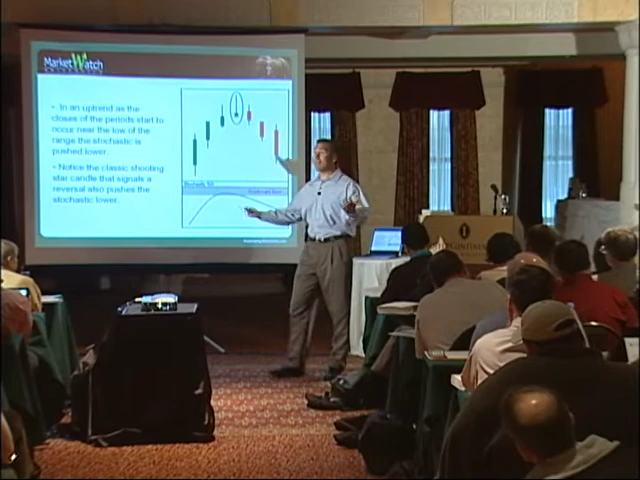 MarketWatch
In an uptrend as the
closes of the periods start to
occur near the low of the
range the stochastic is
pushed lower.
Notice the classic shooting
star candle that signals a
reversal also pushes the
stochastic lower.